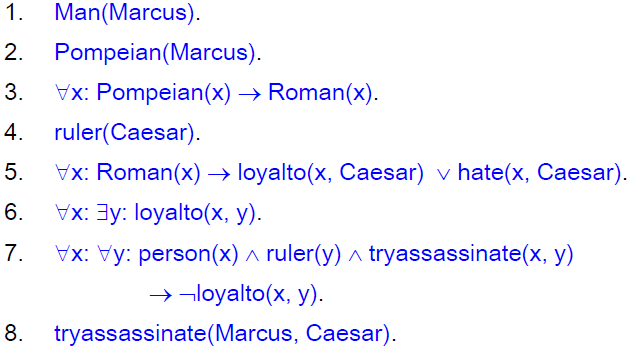 1. Man(Marcus).
2. Pompeian(Marcus).
3. ∀x: Pompeian(x) → Roman(x).
4. ruler(Caesar).
5. ∀x: Roman(x) → loyalto(x, Caesar) ∨ hate(x, Caesar).
6. ∀x: ∃y: loyalto(x, y).
7. ∀x: ∀y: person(x) ∧ ruler(y) ∧ tryassassinate(x, y)
→ ¬loyalto(x, y).
8. tryassassinate(Marcus, Caesar).